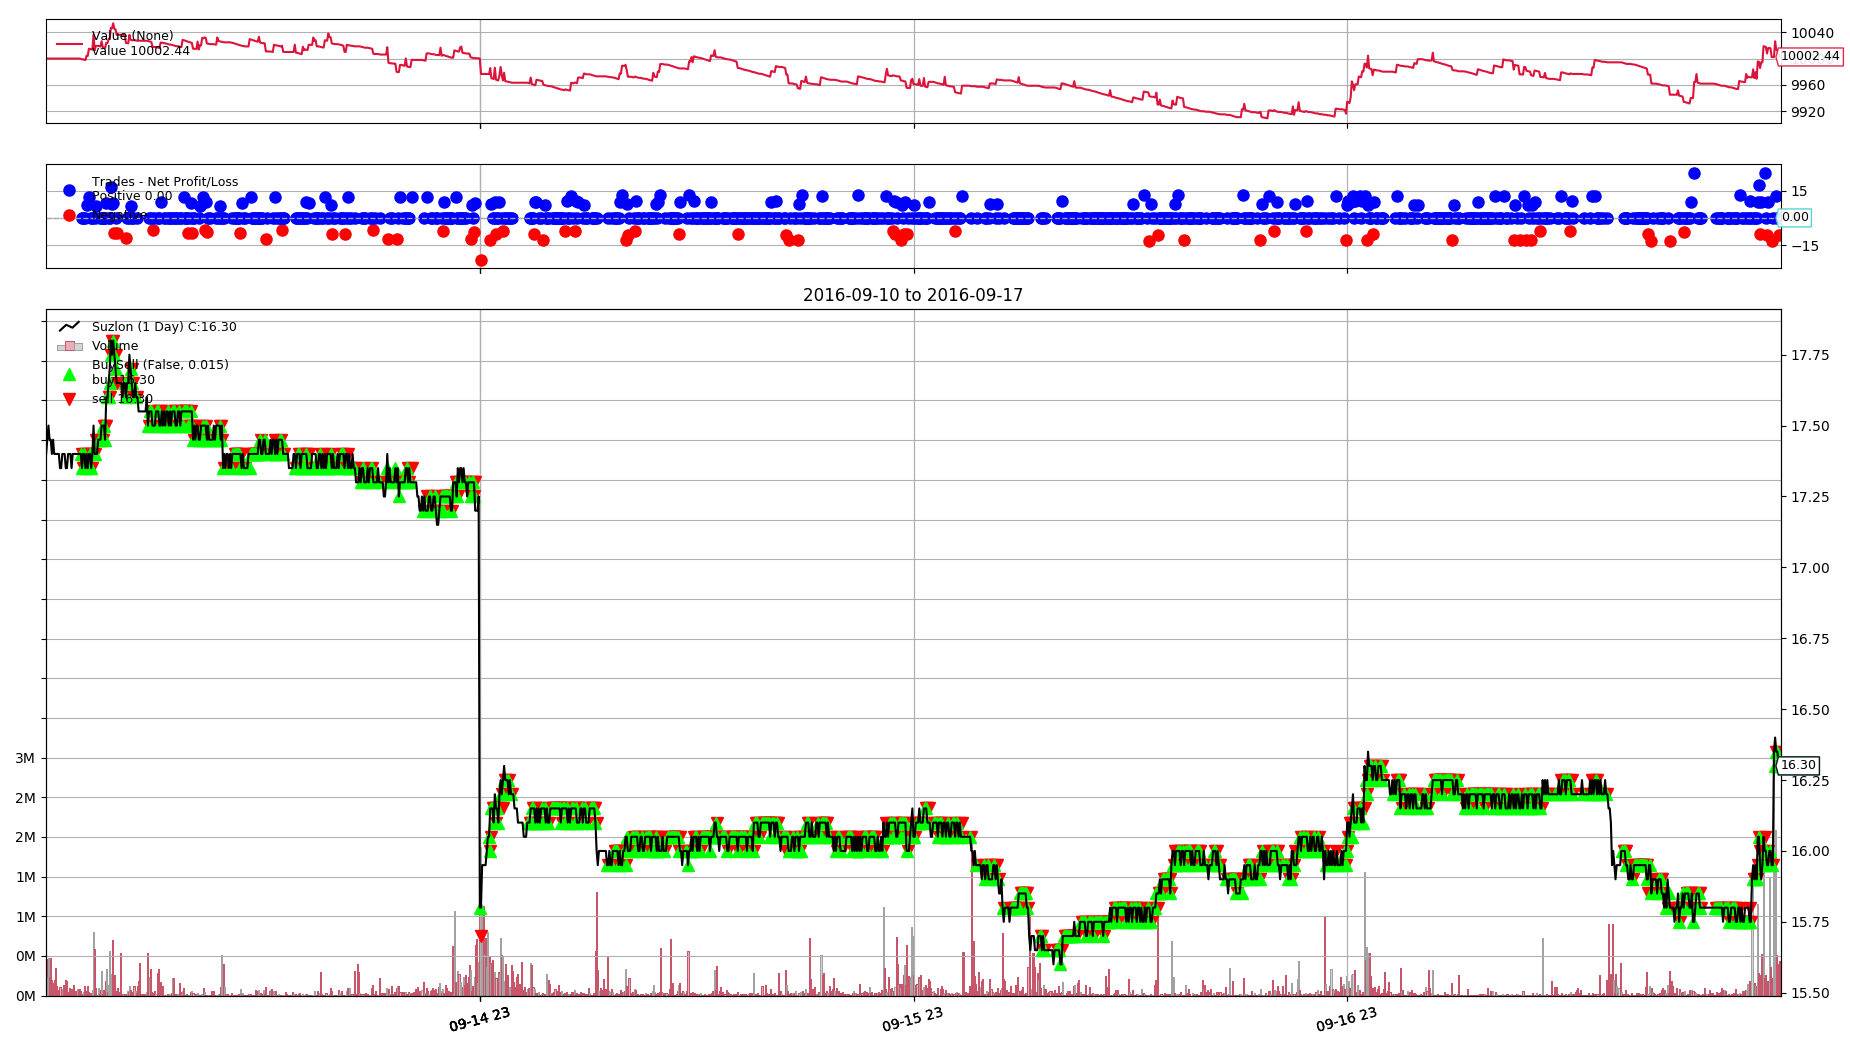 Value (None)
Value 10002.44
10040
10002.44
9960
9920
Trades - Net Profit/Loss
Positive 0.00
Negative
15
0.00
−15
2016-09-10 to 2016-09-17
Suzlon (1 Day) C:16.30
Volume
BuySell (False, 0.015)
buy 16.30
sell 16.30
17.75
17.50
17.25
17.00
16.75
16.50
16.30
16.25
16.00
15.75
15.50
3M
2M
2M
1M
1M
0M
0M
09-14 23
09-15 23
09-16 23